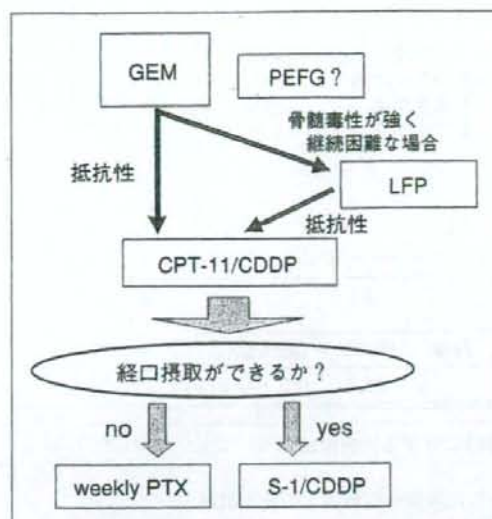 GEM
PEFG？
骨髄毒性が強く
継続困難な場合
抵抗性
LFP
抵抗性
CPT-11/CDDP
経口摂取ができるか？
no
yes
weekly PTX
S-1/CDDP